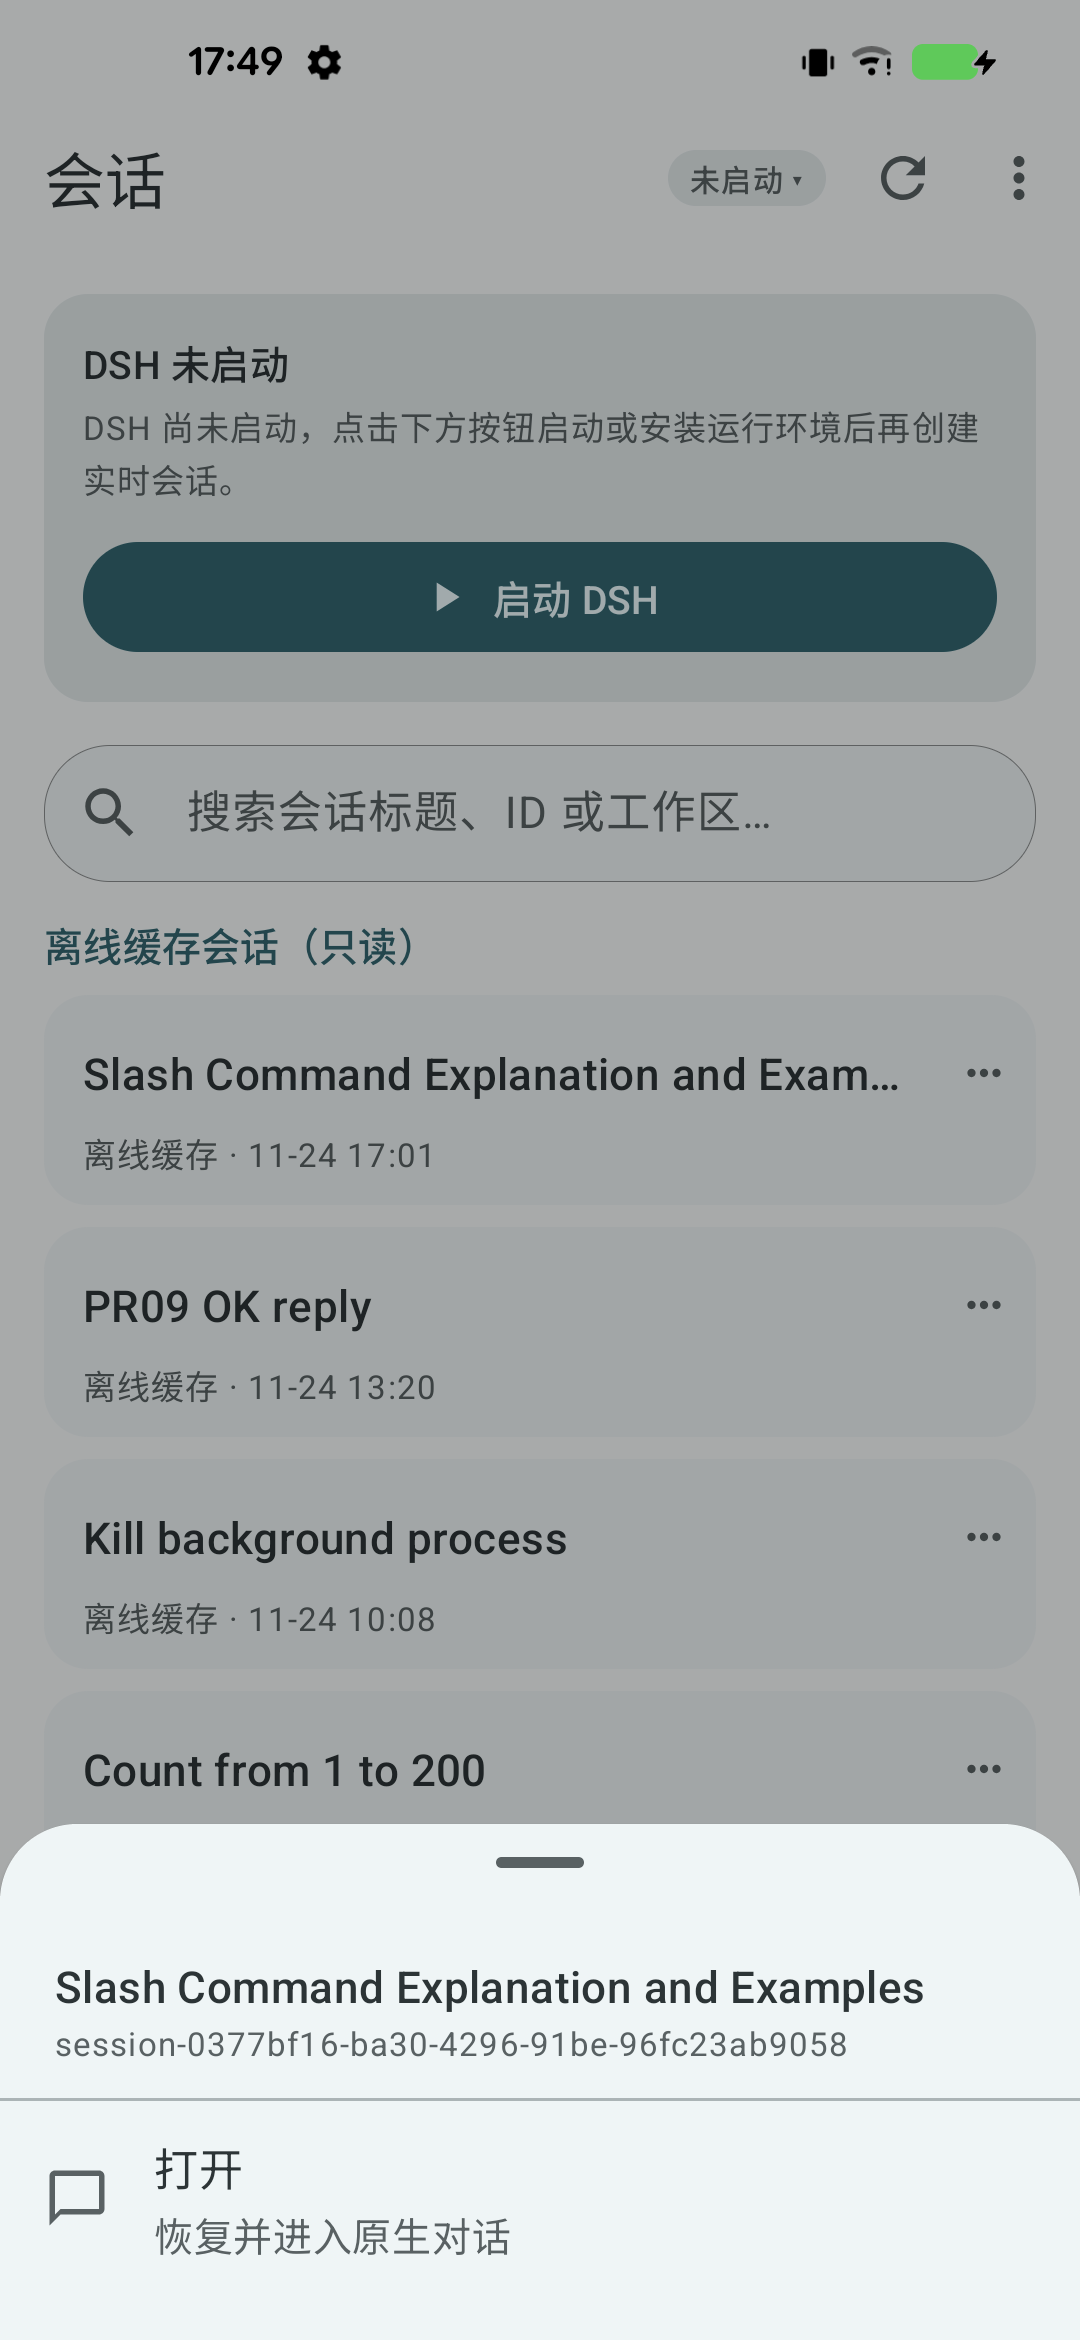 17:49
会话
未启动 ▾
DSH 未启动
DSH 尚未启动，点击下方按钮启动或安装运行环境后再创建
实时会话。
启动 DSH
搜索会话标题、ID 或工作区…
离线缓存会话（只读）
Slash Command Explanation and Exam…
离线缓存 · 11-24 17:01
PR09 OK reply
离线缓存 · 11-24 13:20
Kill background process
离线缓存 · 11-24 10:08
Count from 1 to 200
Slash Command Explanation and Examples
session-0377bf16-ba30-4296-91be-96fc23ab9058
打开
恢复并进入原生对话